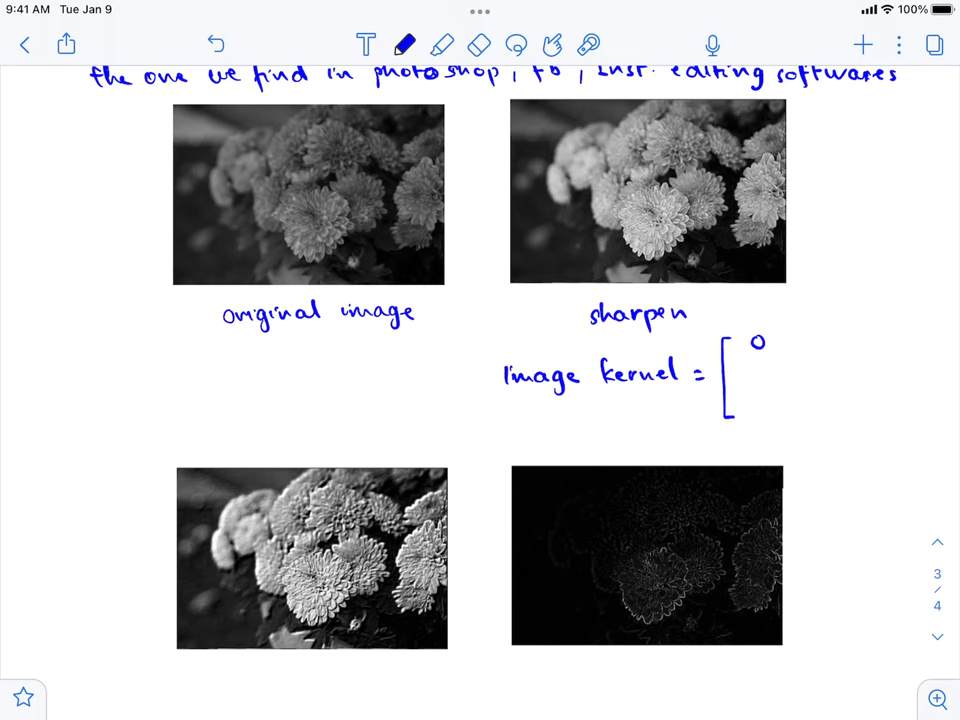 9:41 AM Tue Jan 9
100%
the one we find in photoshop, FB, Inst. editing softwares
original image
sharpen
Image kernel = [ 0
3
/
4